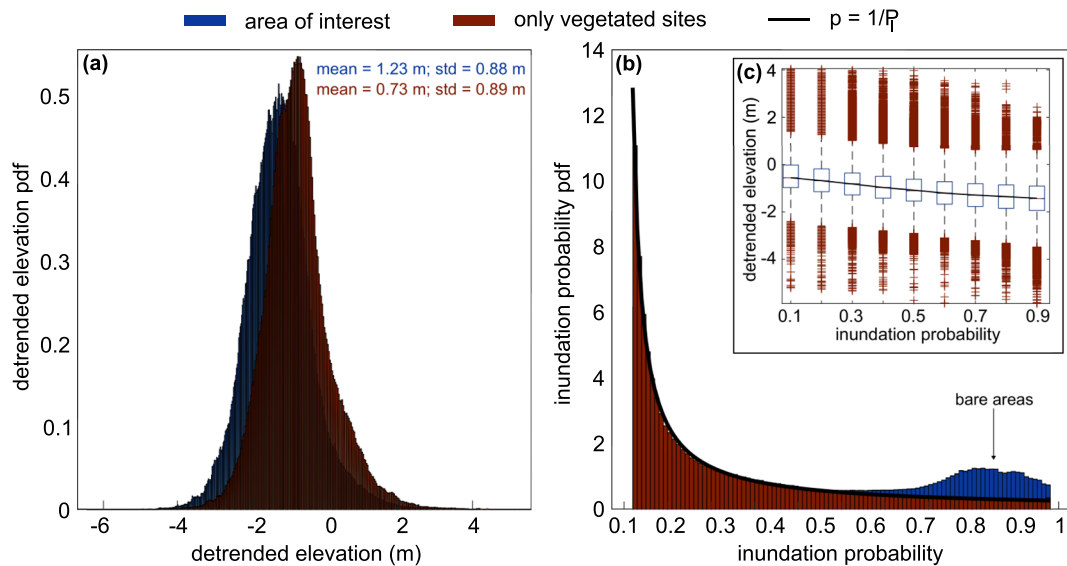 area of interest
only vegetated sites
p = 1/P_I
(a)
mean = 1.23 m; std = 0.88 m
mean = 0.73 m; std = 0.89 m
detrended elevation pdf
0.5
0.4
0.3
0.2
0.1
0
-6
-4
-2
0
2
4
detrended elevation (m)
(b)
inundation probability pdf
14
12
10
8
6
4
2
0
0.1
0.2
0.3
0.4
0.5
0.6
0.7
0.8
0.9
1
inundation probability
bare areas
(c)
detrended elevation (m)
4
2
0
-2
-4
0.1
0.3
0.5
0.7
0.9
inundation probability